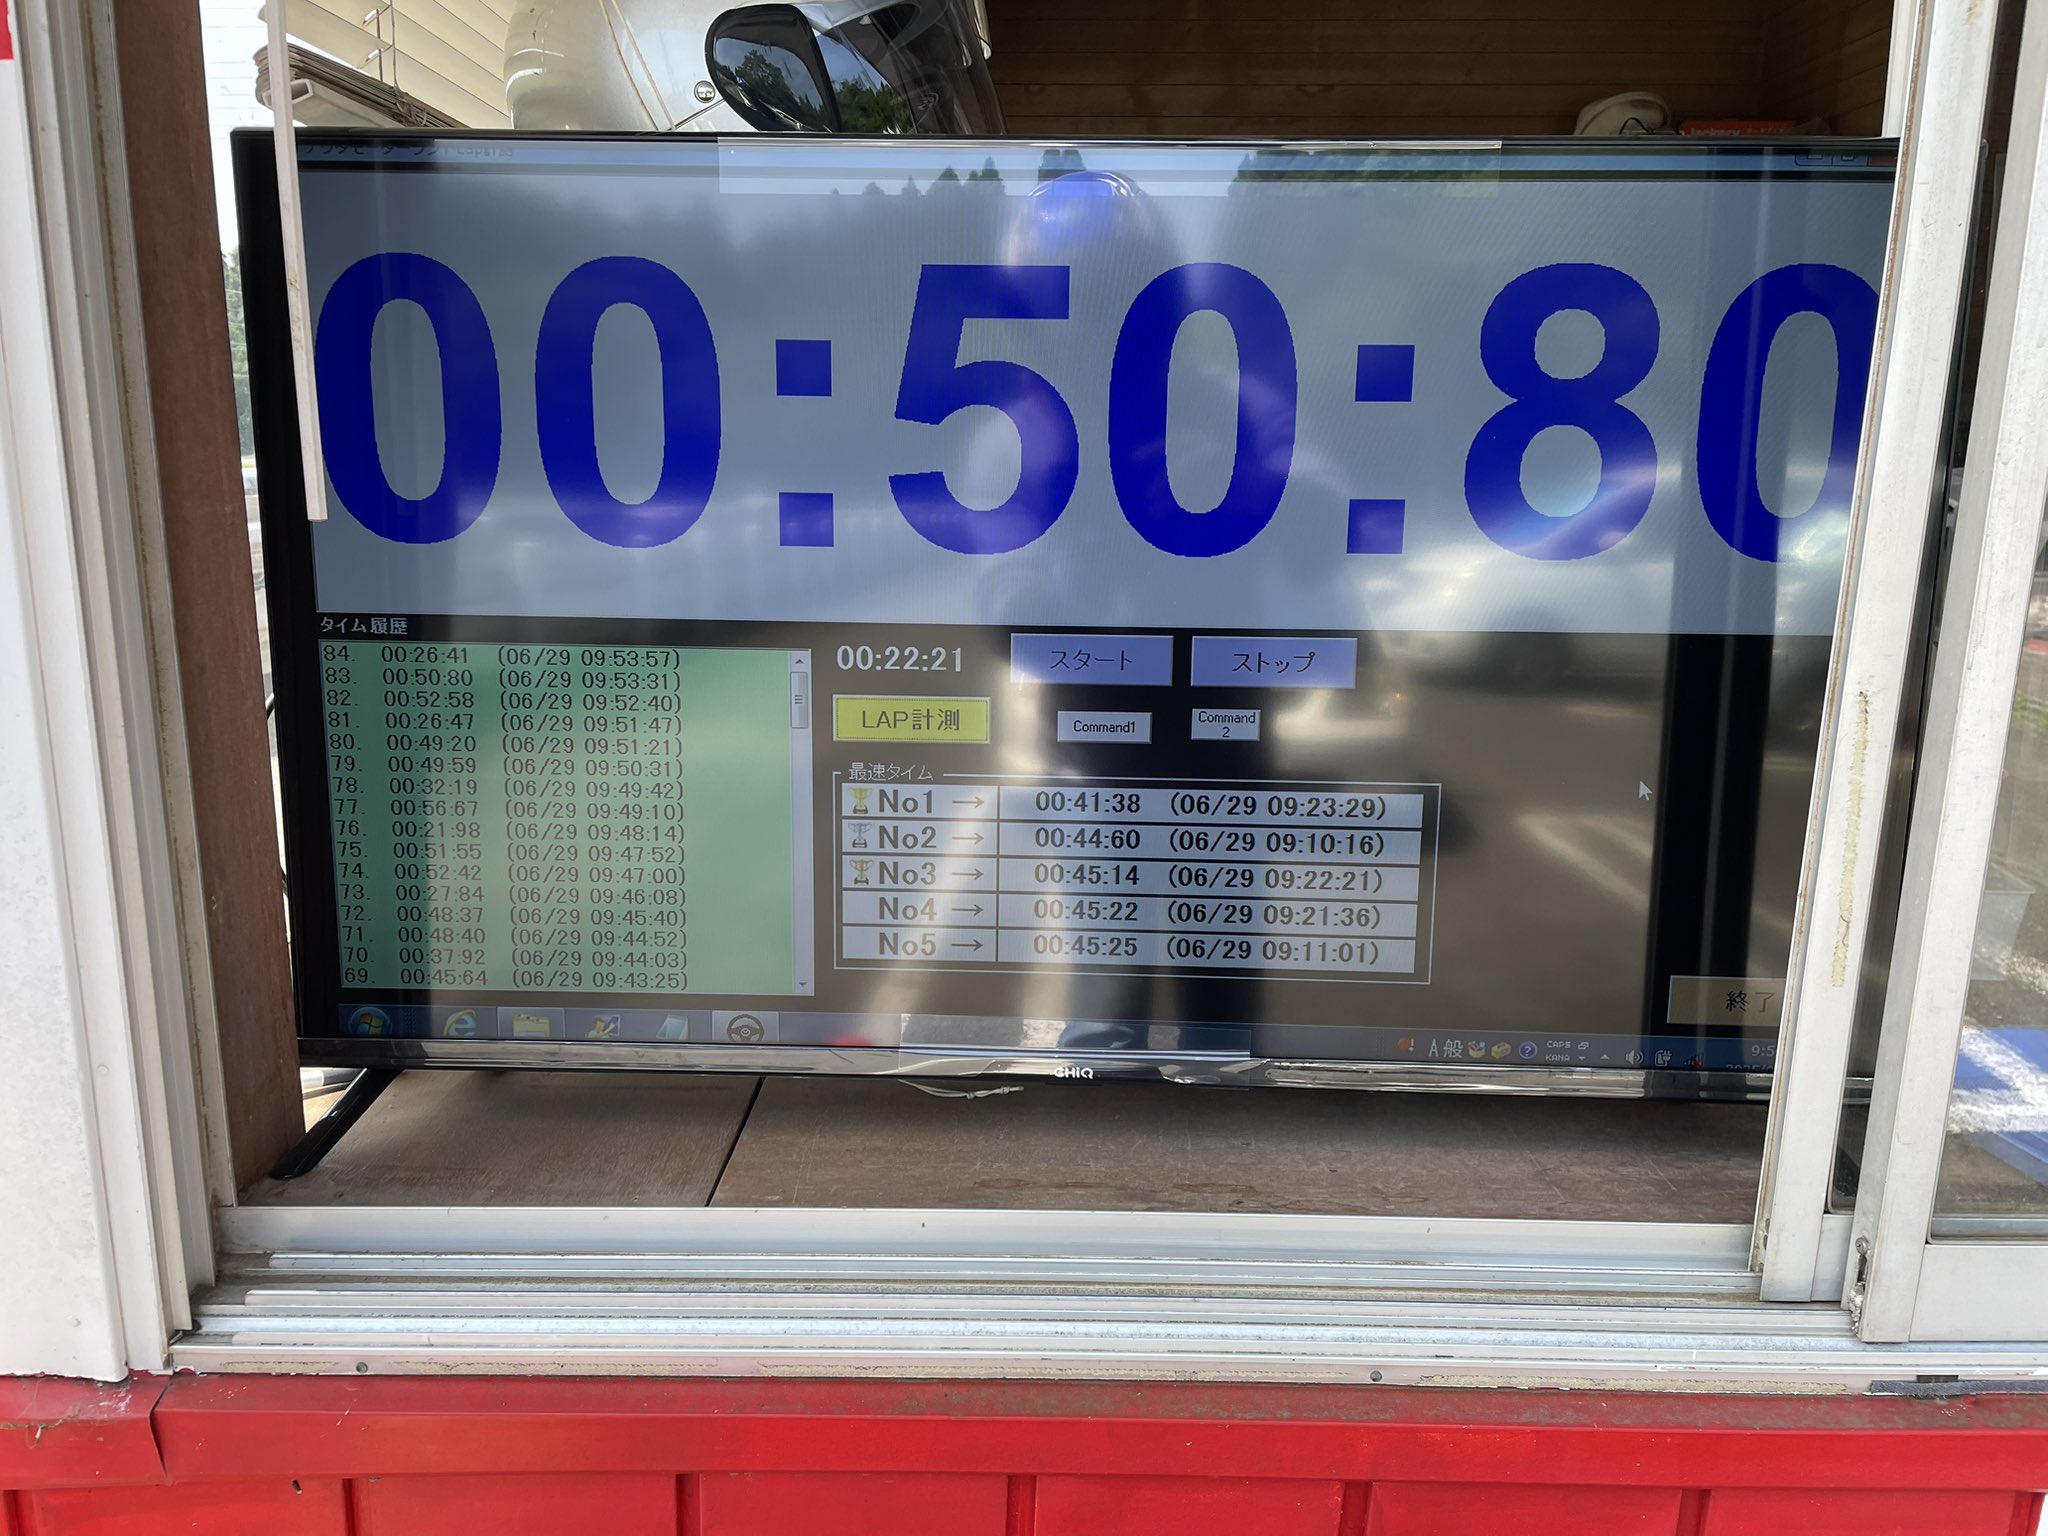 00:50:80
タイム履歴
84. 00:26:41 (06/29 09:53:57)
83. 00:50:80 (06/29 09:53:31)
82. 00:52:58 (06/29 09:52:40)
81. 00:26:47 (06/29 09:51:47)
80. 00:49:20 (06/29 09:51:21)
79. 00:49:59 (06/29 09:50:31)
78. 00:32:19 (06/29 09:49:42)
77. 00:56:67 (06/29 09:49:10)
76. 00:21:98 (06/29 09:48:14)
75. 00:51:55 (06/29 09:47:52)
74. 00:52:42 (06/29 09:47:00)
73. 00:27:84 (06/29 09:46:08)
72. 00:48:37 (06/29 09:45:40)
71. 00:48:40 (06/29 09:44:52)
70. 00:37:92 (06/29 09:44:03)
69. 00:45:64 (06/29 09:43:25)
00:22:21 スタート ストップ
LAP計測 Command1 Command
2
最速タイム
No1 → 00:41:38 (06/29 09:23:29)
No2 → 00:44:60 (06/29 09:10:16)
No3 → 00:45:14 (06/29 09:22:21)
No4 → 00:45:22 (06/29 09:21:36)
No5 → 00:45:25 (06/29 09:11:01)
終了
A般
CAPS
KANA
CHiQ